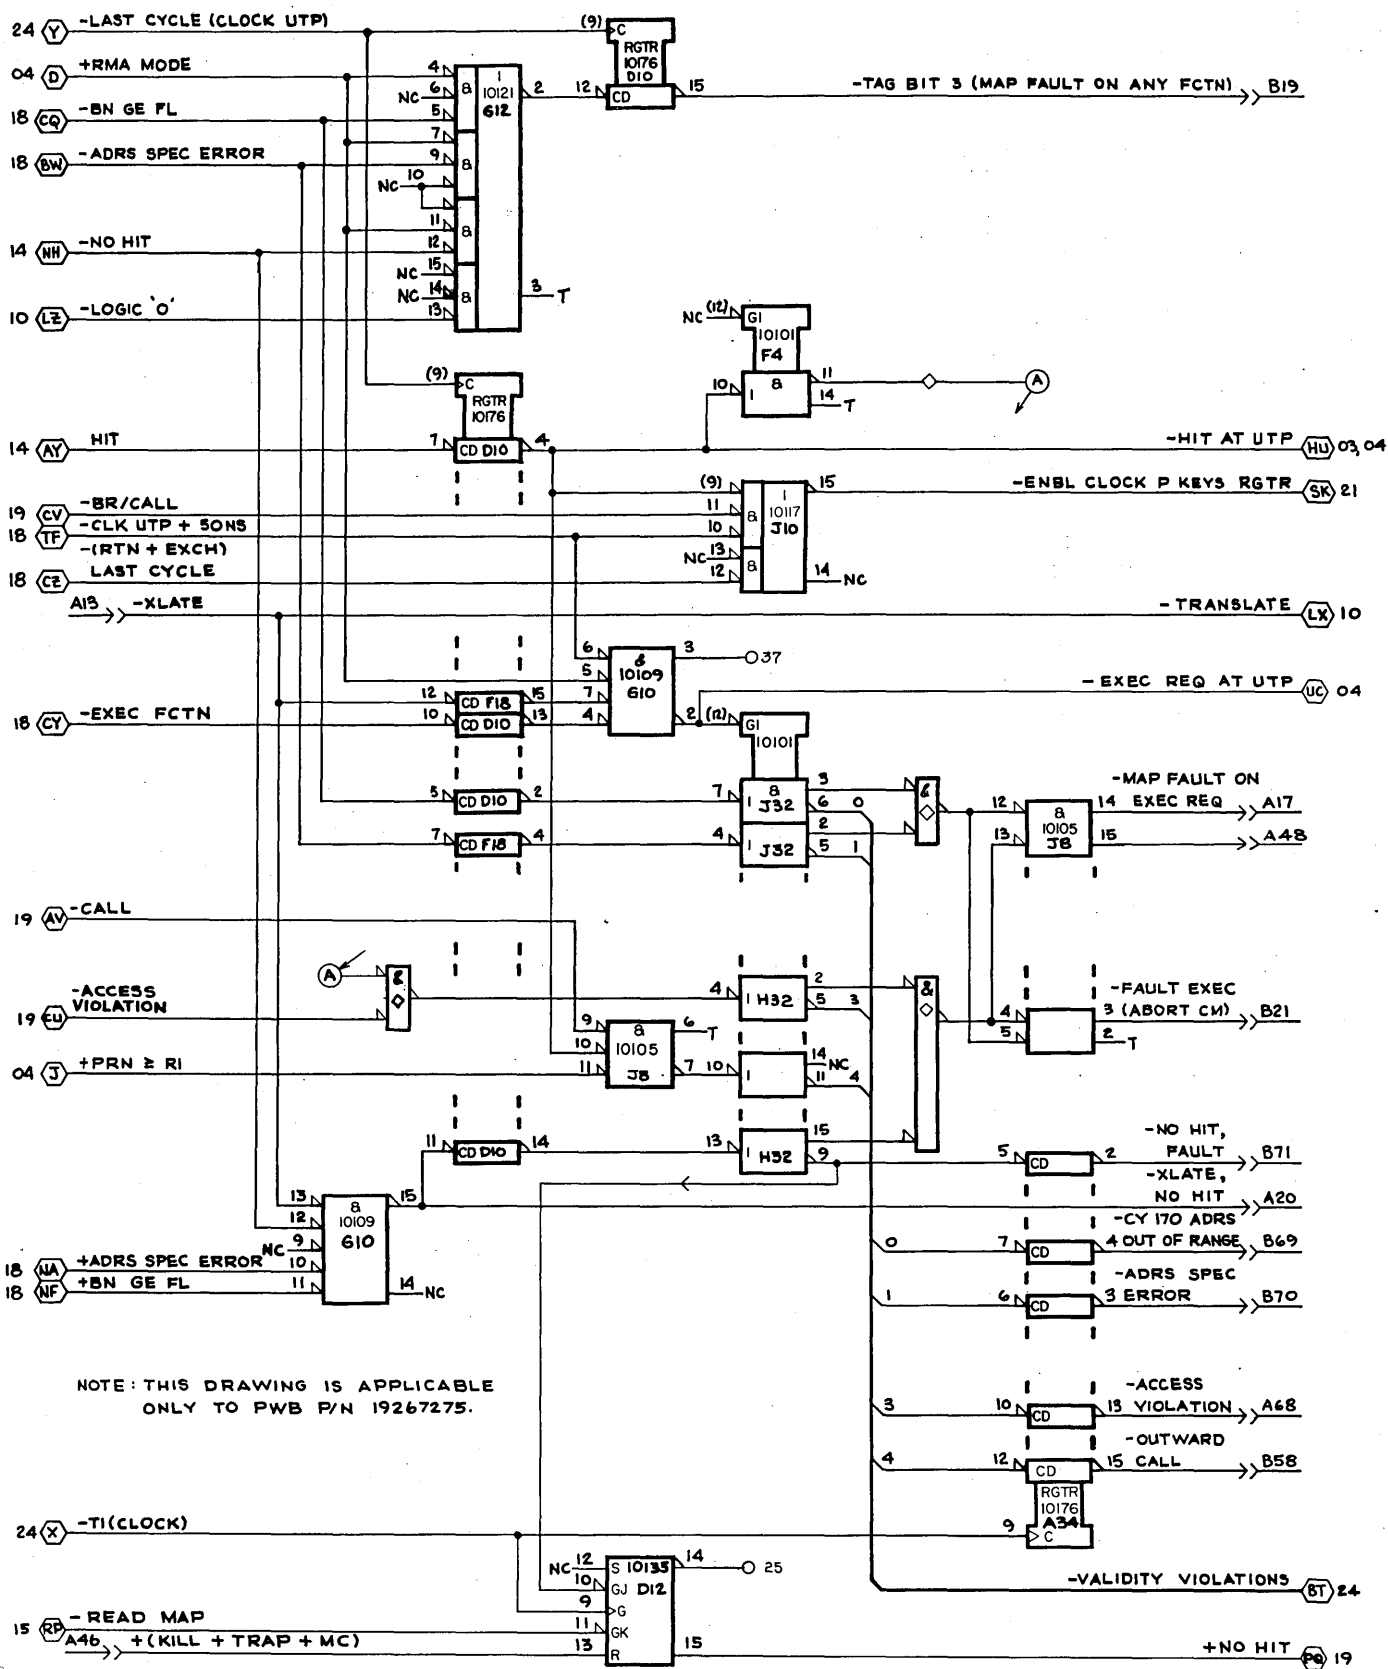 24 Y -LAST CYCLE (CLOCK UTP) (9) C
RGTR
10176
D10
04 D +RMA MODE 4 & 1 2 12 CD 15 -TAG BIT 3 (MAP FAULT ON ANY FCTN) B19
NC 6 10121
G12
18 CQ -BN GE FL 5
7
18 BW -ADRS SPEC ERROR 9 &
NC 10
11 &
14 NH -NO HIT 12
NC 15
NC 14 & 3 T
10 LZ -LOGIC '0' 13
NC (12) G1
10101
F4
(9) C 10 1 & 11 A
RGTR 14 T
10176
14 AY HIT 7 CD D10 4 -HIT AT UTP HU 03,04
(9) 1 15 -ENBL CLOCK P KEYS RGTR SK 21
19 CV -BR/CALL 11 & 10117
18 TF -CLK UTP + 50NS 10 J10
-(RTN + EXCH) NC 13 &
18 CZ LAST CYCLE 12 14 NC
A13 -XLATE - TRANSLATE LX 10
6 & 3 37
5 10109
12 CD F18 15 7 G10 - EXEC REQ AT UTP UC 04
18 CY -EXEC FCTN 10 CD D10 13 4 2 (12) G1
10101
5 CD D10 2 7 1 & J32 3 6 0 & -MAP FAULT ON
12 & 14 EXEC REQ A17
7 CD F18 4 4 1 J32 2 5 1 13 10105 J8 15 A48
19 AV -CALL
A & 4 1 H32 2 5 3 &
-ACCESS
19 EU VIOLATION
-FAULT EXEC
4 3 (ABORT CM) B21
5 2 T
9 & 6 T
10 10105
04 J +PRN ≥ R1 11 J8 7 10 1 14 NC
11 4
11 CD D10 14 13 1 H32 15 9
-NO HIT,
5 CD 2 FAULT B71
-XLATE,
13 & 15 NO HIT A20
12 10109
NC 9 G10
-CY 170 ADRS
0 7 CD 4 OUT OF RANGE B69
18 NA +ADRS SPEC ERROR 10
18 NF +BN GE FL 11 14 NC
-ADRS SPEC
1 6 CD 3 ERROR B70
NOTE: THIS DRAWING IS APPLICABLE
ONLY TO PWB P/N 19267275.
-ACCESS
3 10 CD 13 VIOLATION A68
-OUTWARD
4 12 CD 15 CALL B58
RGTR
10176
A34
24 X -T1(CLOCK) 9 C
NC 12 S 10135 14 25
10 GJ D12
-VALIDITY VIOLATIONS BT 24
9 G
15 RP - READ MAP 11 GK
A46 +(KILL + TRAP + MC) 13 R 15 +NO HIT PQ 19